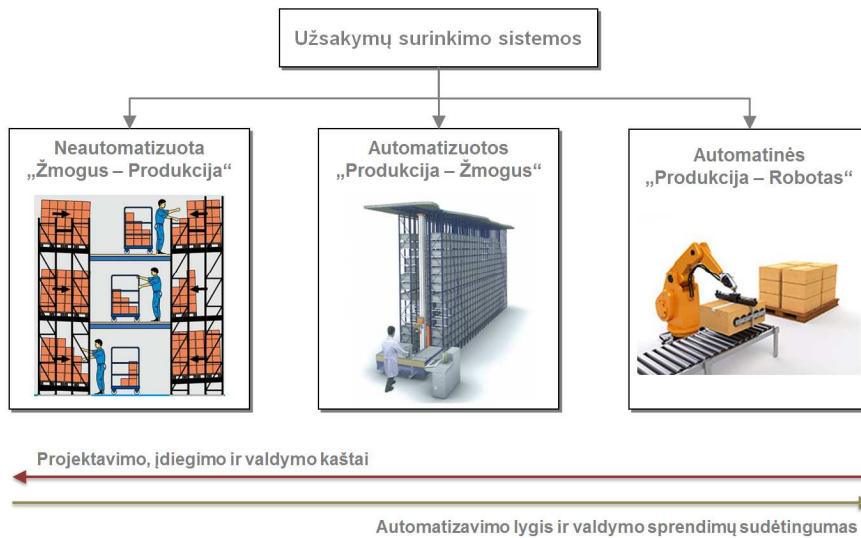 Užsakymų surinkimo sistemos
Neautomatizuota
„Žmogus – Produkcija“
Automatizuotos
„Produkcija – Žmogus“
Automatinės
„Produkcija – Robotas“
Projektavimo, įdiegimo ir valdymo kaštai
Automatizavimo lygis ir valdymo sprendimų sudėtingumas